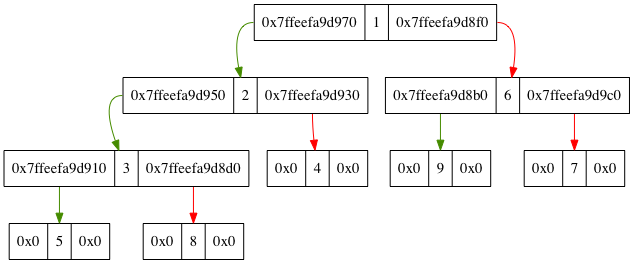 0x7ffeefa9d970 1 0x7ffeefa9d8f0
0x7ffeefa9d950 2 0x7ffeefa9d930 0x7ffeefa9d8b0 6 0x7ffeefa9d9c0
0x7ffeefa9d910 3 0x7ffeefa9d8d0 0x0 4 0x0 0x0 9 0x0 0x0 7 0x0
0x0 5 0x0 0x0 8 0x0